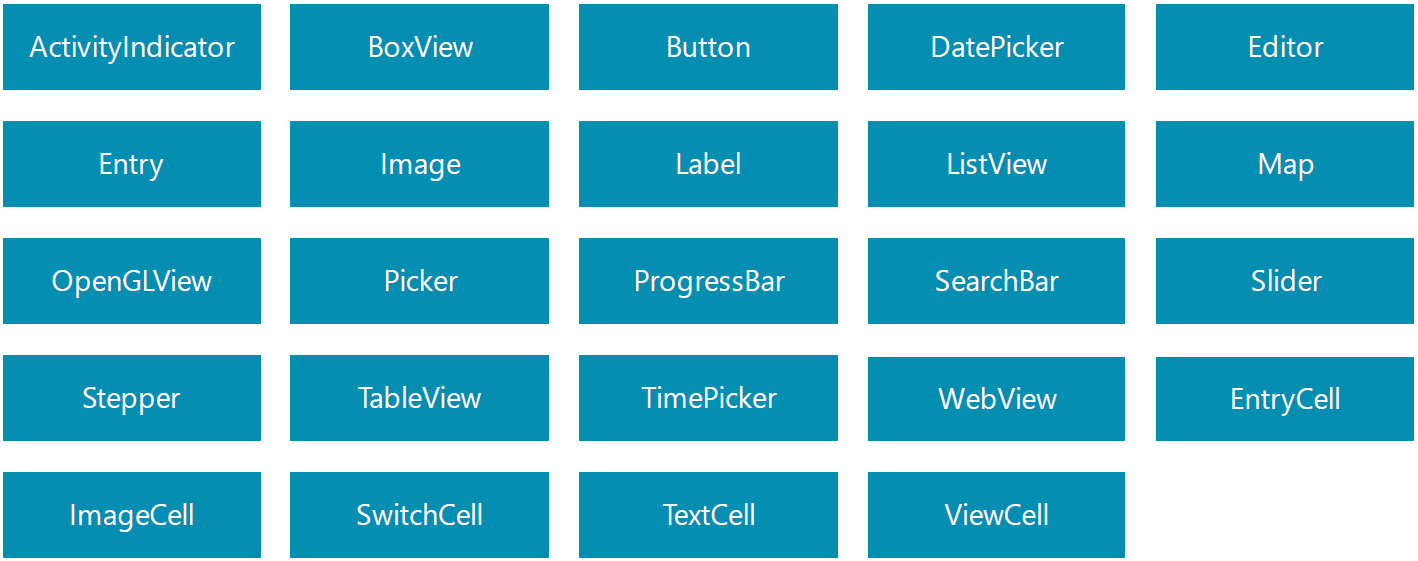 ActivityIndicator
BoxView
Button
DatePicker
Editor
Entry
Image
Label
ListView
Map
OpenGLView
Picker
ProgressBar
SearchBar
Slider
Stepper
TableView
TimePicker
WebView
EntryCell
ImageCell
SwitchCell
TextCell
ViewCell